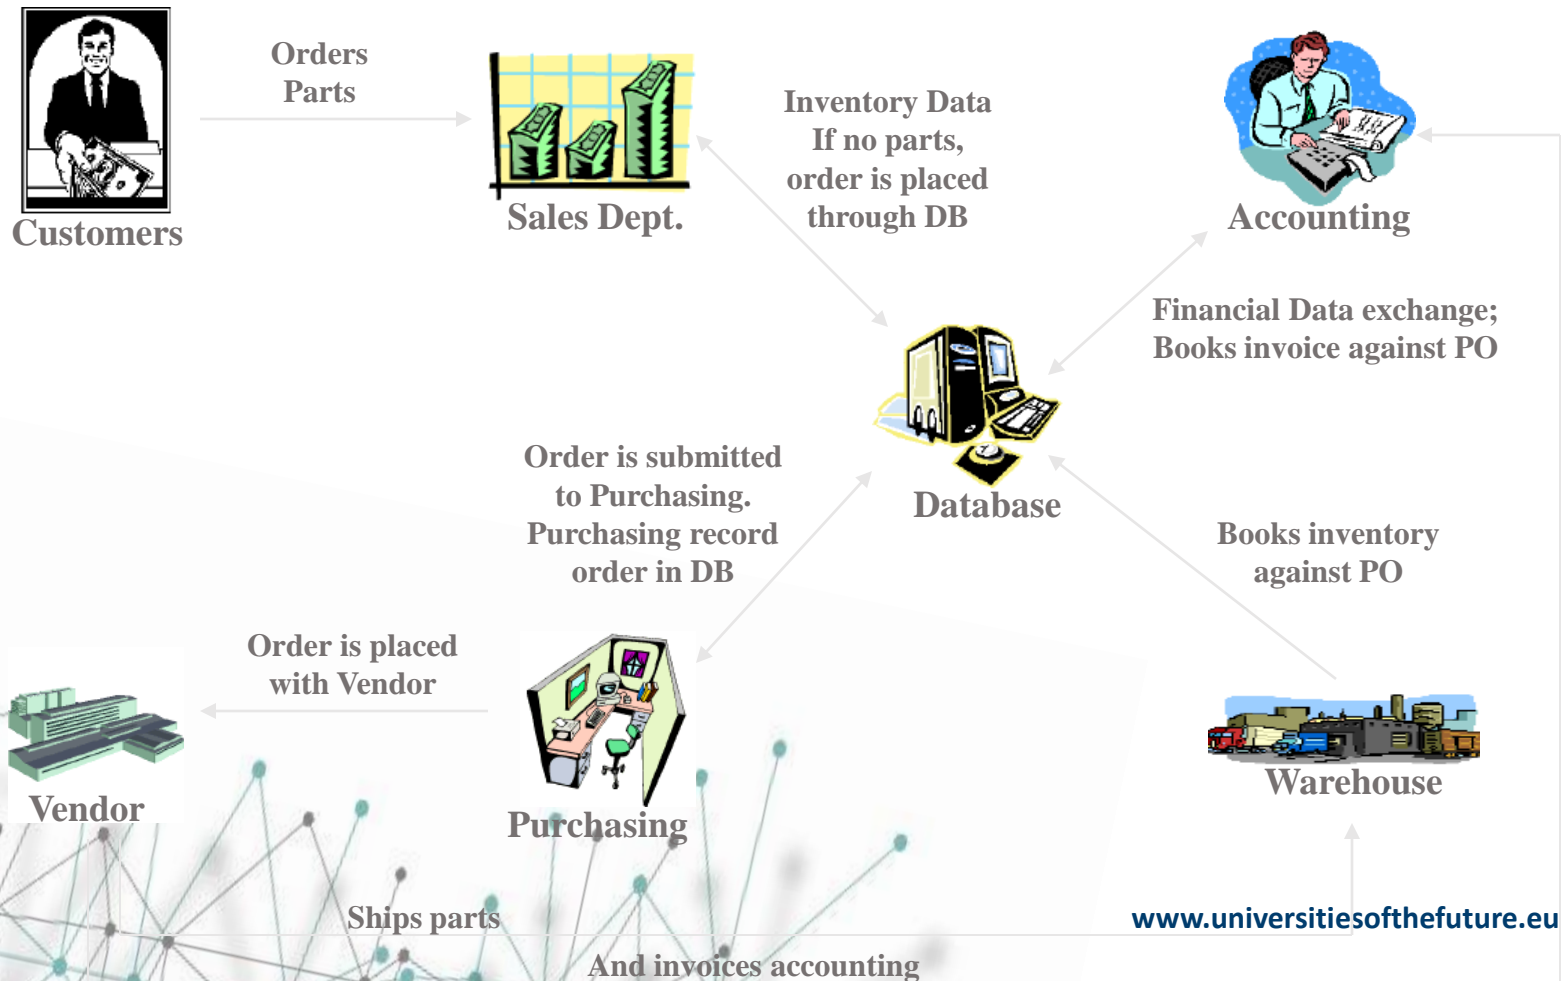 Orders
Parts
Customers
Sales Dept.
Inventory Data
If no parts,
order is placed
through DB
Accounting
Financial Data exchange;
Books invoice against PO
Database
Order is submitted
to Purchasing.
Purchasing record
order in DB
Books inventory
against PO
Order is placed
with Vendor
Vendor
Purchasing
Warehouse
Ships parts
www.universitiesofthefuture.eu
And invoices accounting